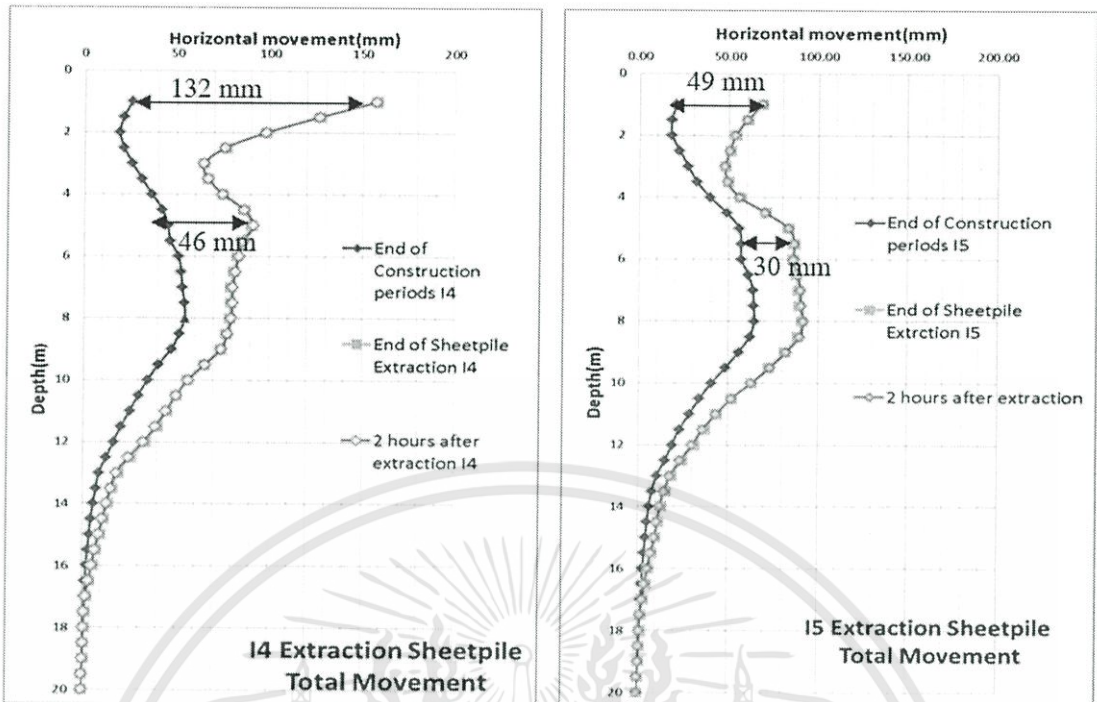 Horizontal movement(mm)
0 50 100 150 200
0
132 mm
2
4
46 mm
End of
Construction
periods I4
6
8
End of Sheetpile
Extraction I4
Depth(m)
10
2 hours after
extraction I4
12
14
16
18
20
I4 Extraction Sheetpile
Total Movement
Horizontal movement(mm)
0.00 50.00 100.00 150.00 200.00
0
49 mm
2
4
End of Construction
periods I5
30 mm
6
8
End of Sheetpile
Extrction I5
Depth(m)
10
2 hours after extraction
12
14
16
18
20
I5 Extraction Sheetpile
Total Movement